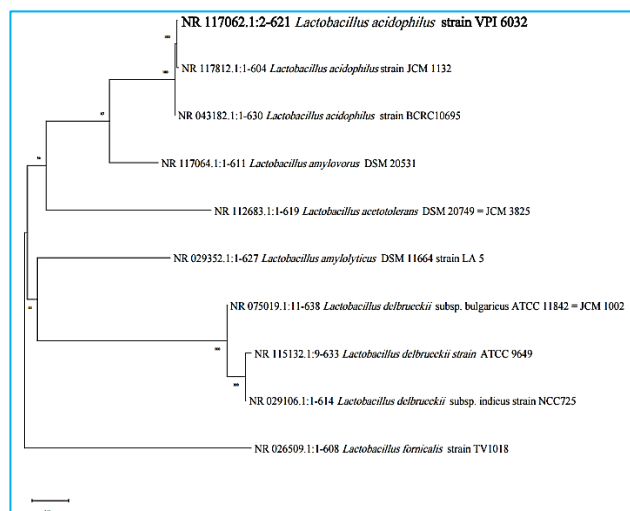 NR 117062.1:2-621 Lactobacillus acidophilus strain VPI 6032
NR 117812.1:1-604 Lactobacillus acidophilus strain JCM 1132
NR 043182.1:1-630 Lactobacillus acidophilus strain BCRC10695
NR 117064.1:1-611 Lactobacillus amylovorus DSM 20531
NR 112683.1:1-619 Lactobacillus acetotolerans DSM 20749 = JCM 3825
NR 029352.1:1-627 Lactobacillus amylolyticus DSM 11664 strain LA 5
NR 075019.1:11-638 Lactobacillus delbrueckii subsp. bulgaricus ATCC 11842 = JCM 1002
NR 115132.1:9-633 Lactobacillus delbrueckii strain ATCC 9649
NR 029106.1:1-614 Lactobacillus delbrueckii subsp. indicus strain NCC725
NR 026509.1:1-608 Lactobacillus fornicalis strain TV1018